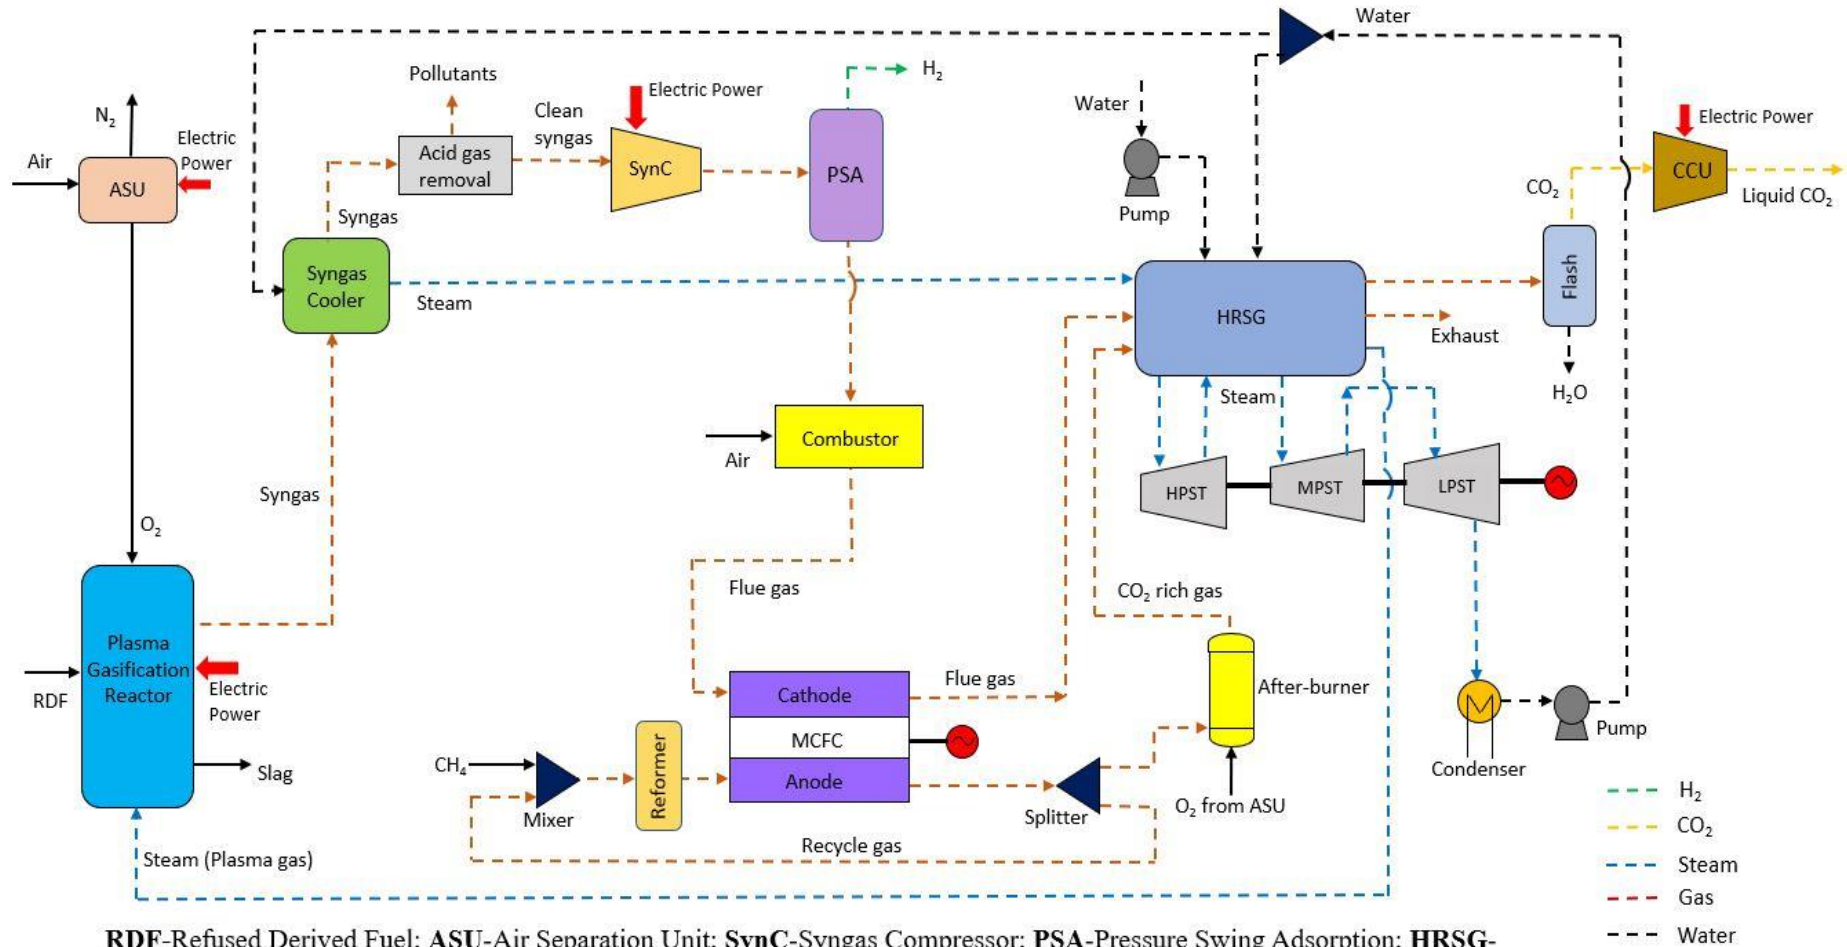 Water
Pollutants
H2
Electric Power
Clean
syngas
Water
N2
Electric
Power
Electric Power
Air
ASU
Acid gas
removal
SynC
PSA
CCU
CO2
Liquid CO2
Syngas
Pump
Syngas
Cooler
Steam
HRSG
Flash
Exhaust
H2O
Steam
Combustor
Air
Syngas
HPST
MPST
LPST
O2
Flue gas
CO2 rich gas
Plasma
Gasification
Reactor
RDF
Electric
Power
Cathode
Flue gas
After-burner
MCFC
Anode
Pump
Condenser
Slag
CH4
Mixer
Reformer
Splitter
O2 from ASU
Recycle gas
Steam (Plasma gas)
H2
CO2
Steam
Gas
Water
RDF-Refused Derived Fuel; ASU-Air Separation Unit; SynC-Syngas Compressor; PSA-Pressure Swing Adsorption; HRSG-